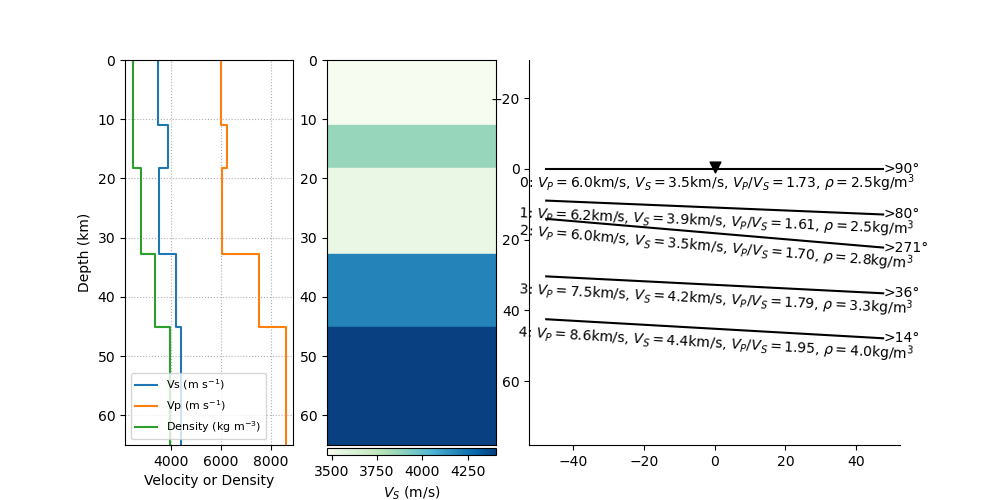 0
10
20
30
40
50
60
Depth (km)
Vs (m s⁻¹)
Vp (m s⁻¹)
Density (kg m⁻³)
4000 6000 8000
Velocity or Density
0
10
20
30
40
50
60
3500 3750 4000 4250
V_S (m/s)
−20
0
20
40
60
>90°
0: V_P = 6.0km/s, V_S = 3.5km/s, V_P/V_S = 1.73, ρ = 2.5kg/m³
>80°
1: V_P = 6.2km/s, V_S = 3.9km/s, V_P/V_S = 1.61, ρ = 2.5kg/m³
>271°
2: V_P = 6.0km/s, V_S = 3.5km/s, V_P/V_S = 1.70, ρ = 2.8kg/m³
>36°
3: V_P = 7.5km/s, V_S = 4.2km/s, V_P/V_S = 1.79, ρ = 3.3kg/m³
>14°
4: V_P = 8.6km/s, V_S = 4.4km/s, V_P/V_S = 1.95, ρ = 4.0kg/m³
−40 −20 0 20 40